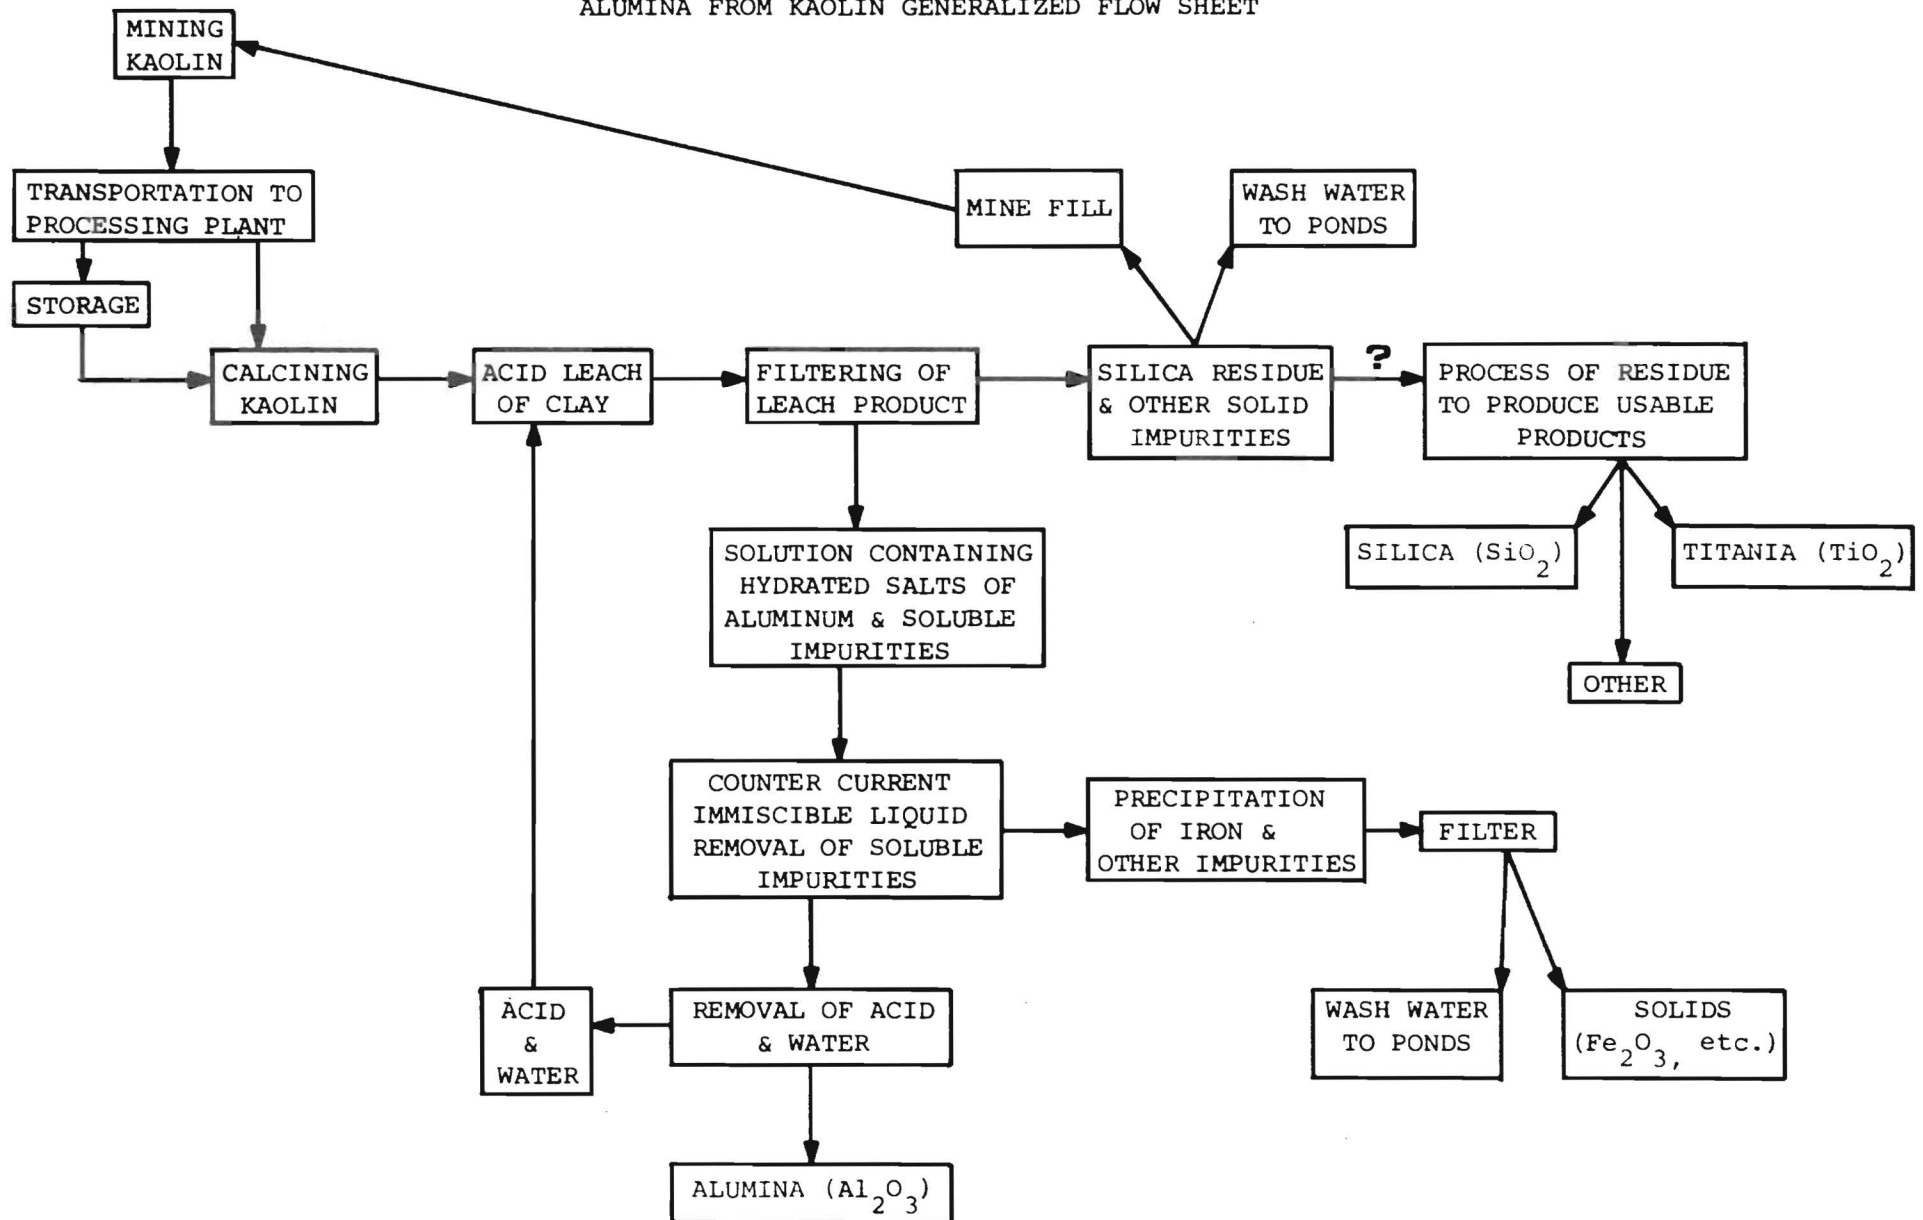 ALUMINA FROM KAOLIN GENERALIZED FLOW SHEET
MINING
KAOLIN
TRANSPORTATION TO
PROCESSING PLANT
STORAGE
MINE FILL
WASH WATER
TO PONDS
CALCINING
KAOLIN
ACID LEACH
OF CLAY
FILTERING OF
LEACH PRODUCT
SILICA RESIDUE
& OTHER SOLID
IMPURITIES
?
PROCESS OF RESIDUE
TO PRODUCE USABLE
PRODUCTS
SILICA (SiO2)
TITANIA (TiO2)
OTHER
SOLUTION CONTAINING
HYDRATED SALTS OF
ALUMINUM & SOLUBLE
IMPURITIES
COUNTER CURRENT
IMMISCIBLE LIQUID
REMOVAL OF SOLUBLE
IMPURITIES
PRECIPITATION
OF IRON &
OTHER IMPURITIES
FILTER
WASH WATER
TO PONDS
SOLIDS
(Fe2O3, etc.)
REMOVAL OF ACID
& WATER
ACID
&
WATER
ALUMINA (Al2O3)